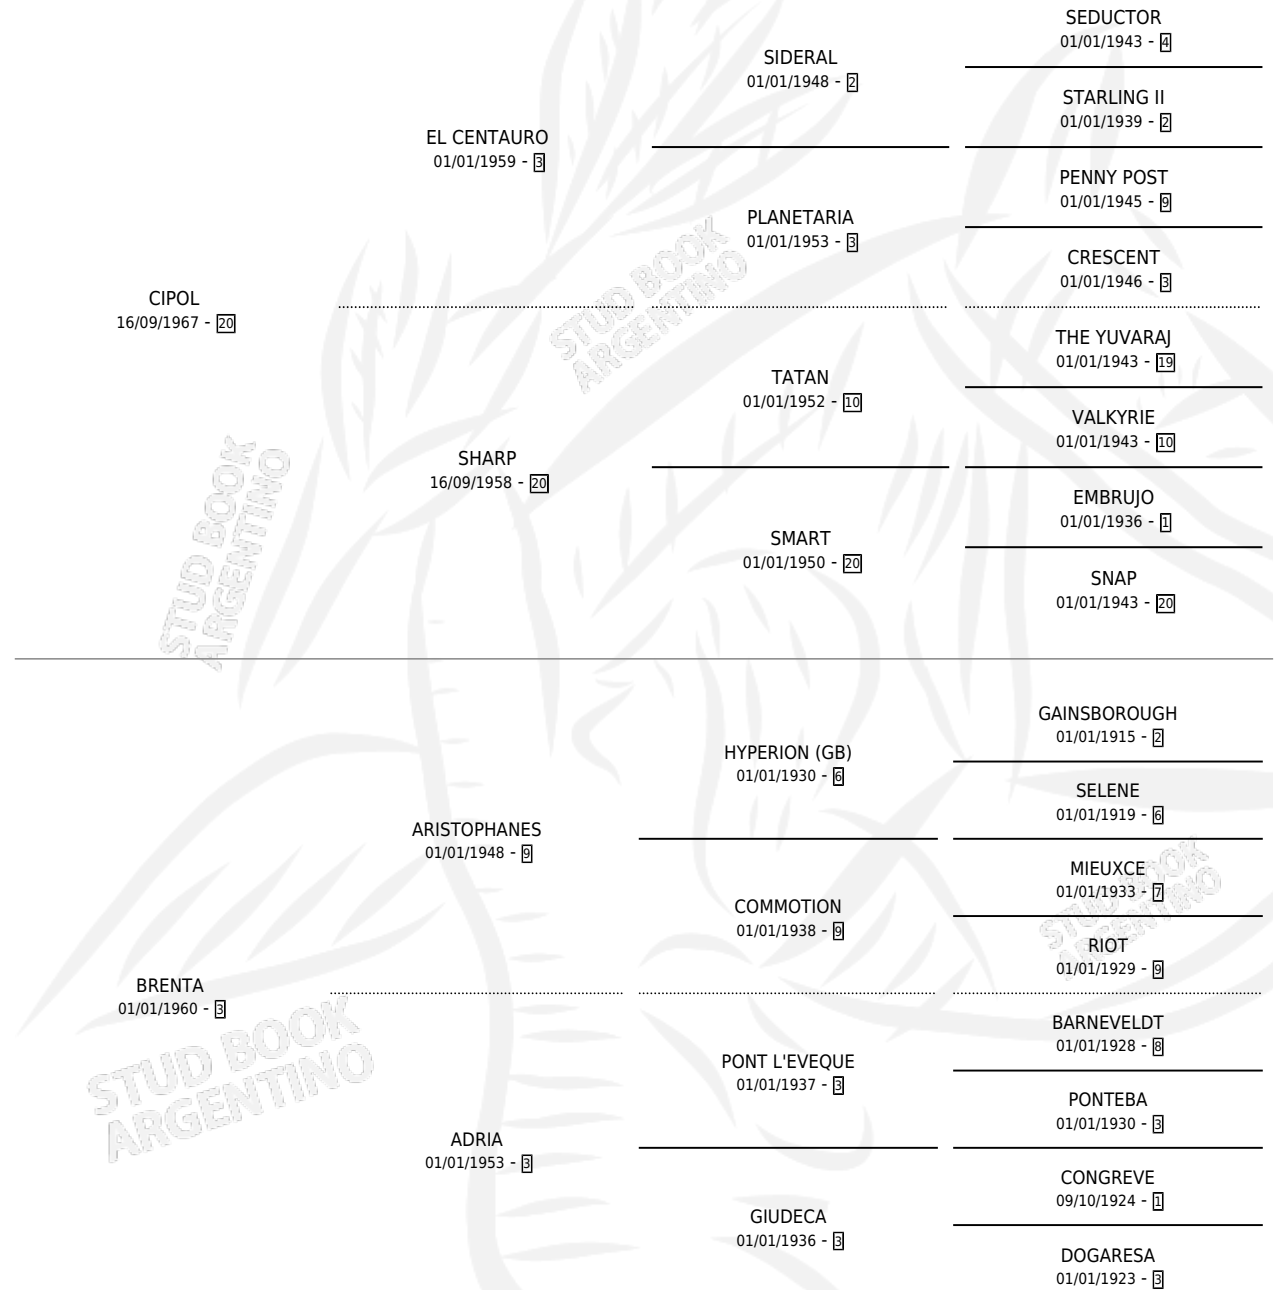 SEDUCTOR
01/01/1943 - 4
SIDERAL
01/01/1948 - 2
STARLING II
01/01/1939 - 2
EL CENTAURO
01/01/1959 - 3
PENNY POST
01/01/1945 - 9
PLANETARIA
01/01/1953 - 3
CRESCENT
01/01/1946 - 3
CIPOL
16/09/1967 - 20
THE YUVARAJ
01/01/1943 - 19
TATAN
01/01/1952 - 10
VALKYRIE
01/01/1943 - 10
SHARP
16/09/1958 - 20
EMBRUJO
01/01/1936 - 1
SMART
01/01/1950 - 20
SNAP
01/01/1943 - 20
STUD BOOK
ARGENTINO
STUD BOOK
ARGENTINO
GAINSBOROUGH
01/01/1915 - 2
HYPERION (GB)
01/01/1930 - 6
SELENE
01/01/1919 - 6
ARISTOPHANES
01/01/1948 - 9
MIEUXCE
01/01/1933 - 7
COMMOTION
01/01/1938 - 9
RIOT
01/01/1929 - 9
BRENTA
01/01/1960 - 3
BARNEVELDT
01/01/1928 - 8
PONT L'EVEQUE
01/01/1937 - 3
PONTEBA
01/01/1930 - 3
ADRIA
01/01/1953 - 3
CONGREVE
09/10/1924 - 1
GIUDECA
01/01/1936 - 3
DOGARESA
01/01/1923 - 3
STUD BOOK
ARGENTINO
STUD BOOK
ARGENTINO